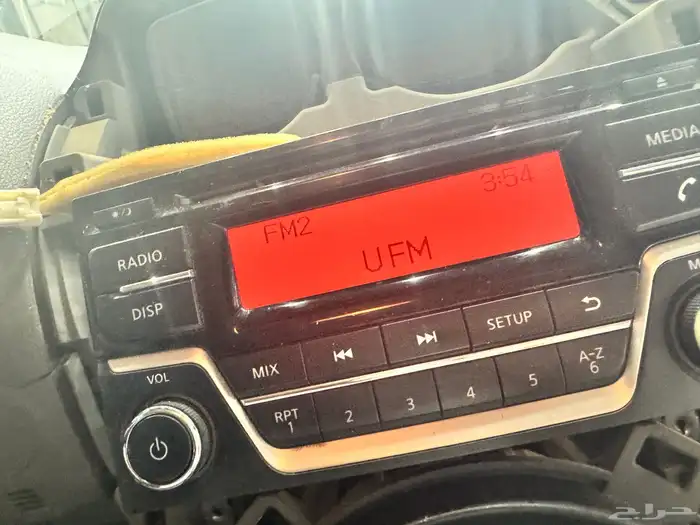 MEDIA
RADIO
DISP
FM2
3:54
UFM
MIX
SETUP
VOL
RPT
1
2
3
4
5
A-Z
6
M
حراج